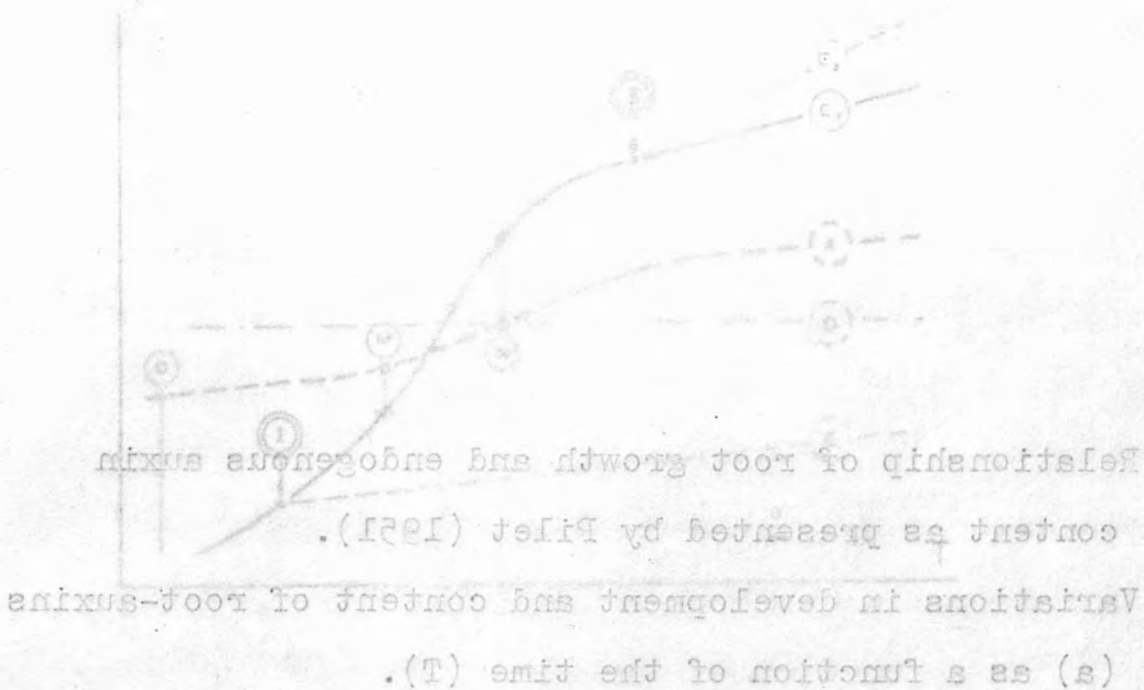 Relationship of root growth and endogenous auxin
content as presented by Pilet (1951).
Variations in development and content of root-auxins
(a) as a function of the time (T).